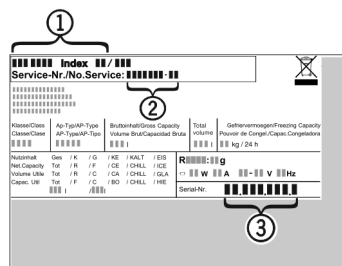 1
Index /
Service-Nr./No.Service: -
2
Klasse/Class Ap-Typ/AP-Type Bruttoinhalt/Gross Capacity Total Gefriervermoegen/Freezing Capacity
Classe/Clase AP-Type/AP-Tipo Volume Brut/Capacidad Bruta volume Pouvoir de Congel./Capac.Congeladora
l l kg / 24 h
Nutzinhalt Ges / K / G / KE / KALT / EIS
Net.Capacity Tot / R / F / CE / CHILL / ICE
Volume Utile Tot / R / C / CA / CHILL / GLA
Capac. Util Tot / F / C / BO / CHILL / HIE
l / l
R : g
W A - V Hz
Serial-Nr. . . .
3